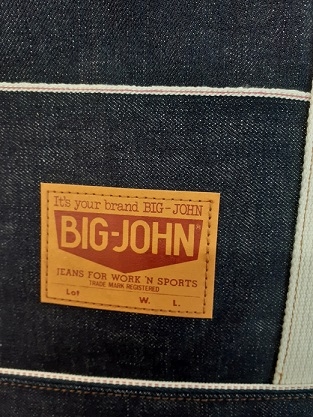 It's your brand BIG-JOHN
BIG-JOHN®
JEANS FOR WORK 'N SPORTS
TRADE MARK REGISTERED
Lot W. L.